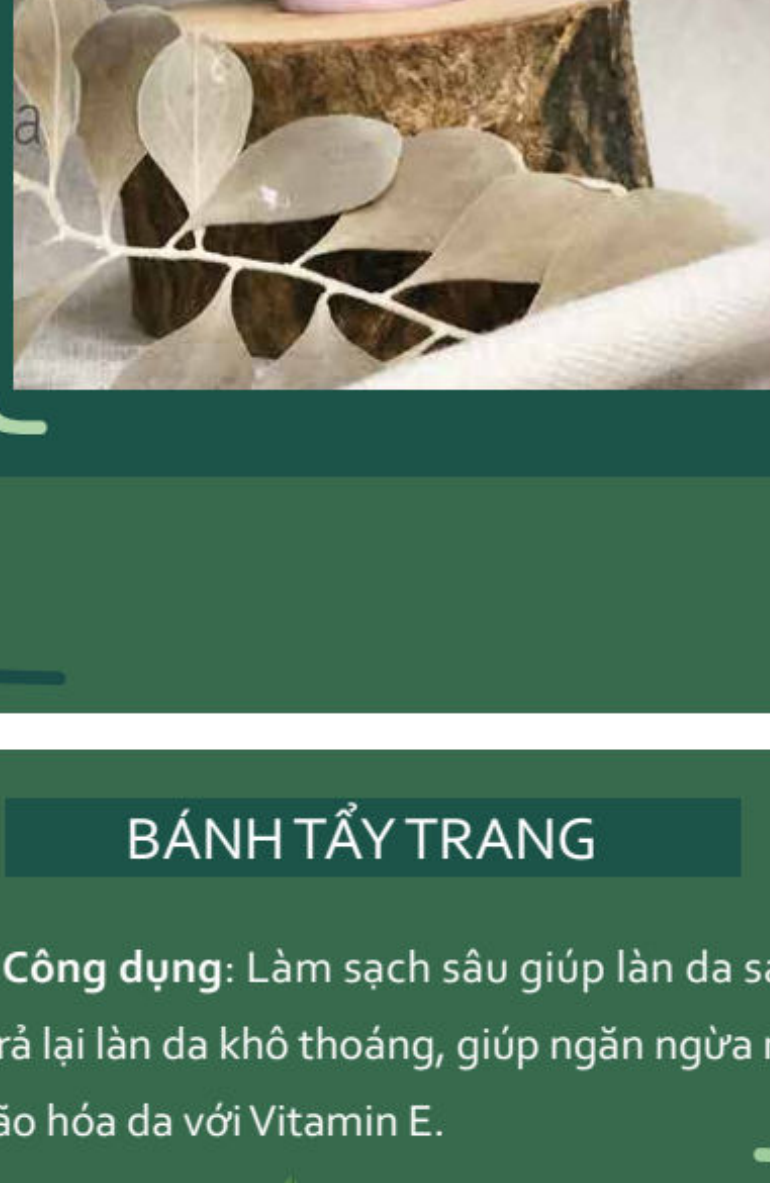 a
BÁNH TẨY TRANG
Công dụng: Làm sạch sâu giúp làn da
lại làn da khô thoáng, giúp ngăn ngừa
hóa da với Vitamin E.